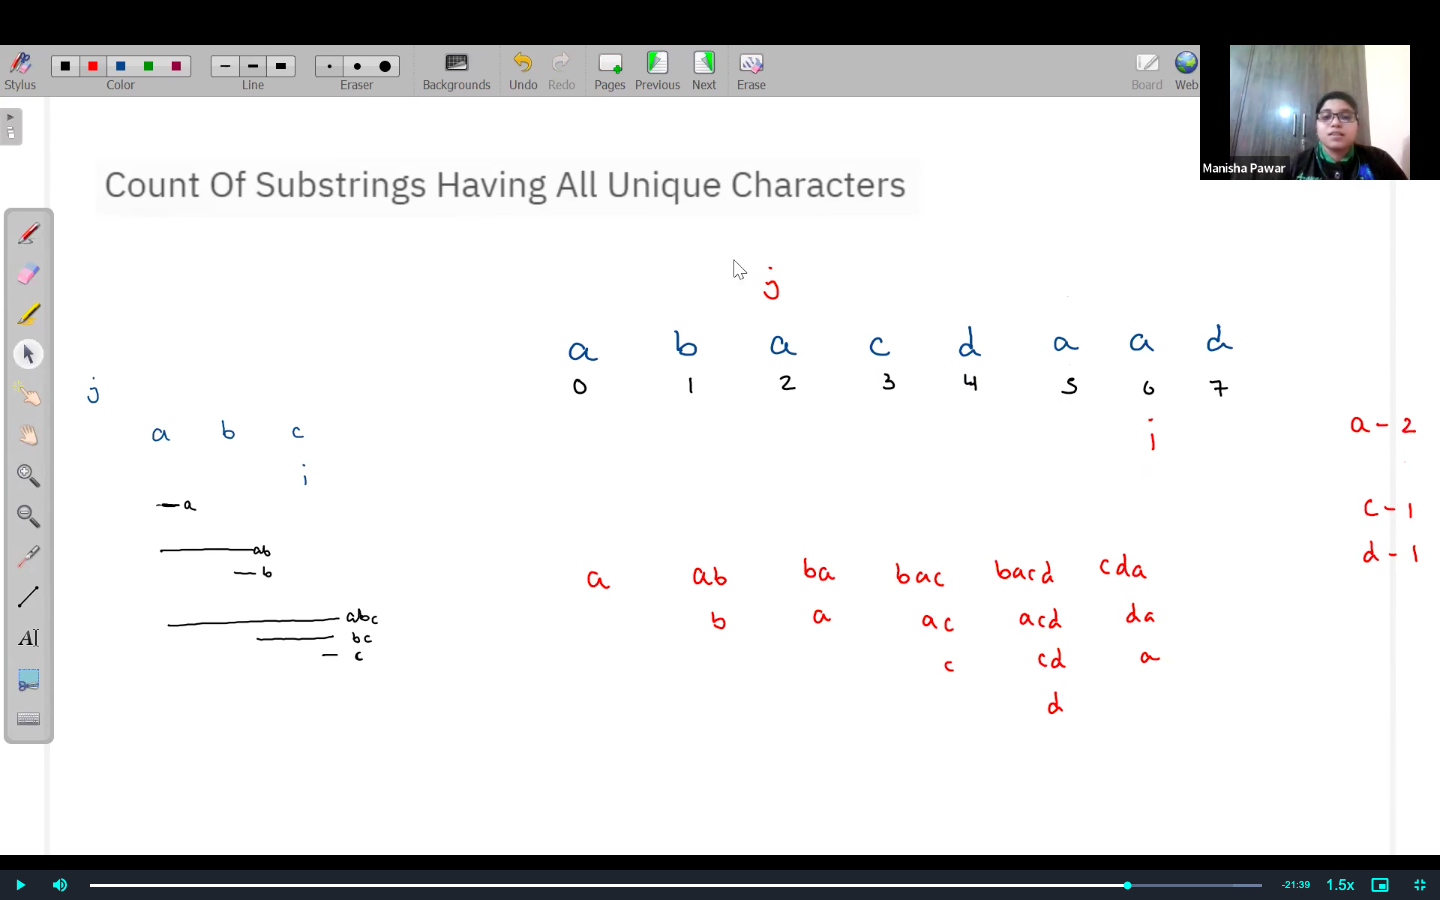 Stylus Color Line Eraser Backgrounds Undo Redo Pages Previous Next Erase Board Web
Manisha Pawar
Count Of Substrings Having All Unique Characters
j
a b a c d a a d
0 1 2 3 4 5 6 7
j
a b c
i
i
a - 2
c - 1
d - 1
a
ab
b
abc
bc
c
a ab ba bac bacd cda
b a ac acd da
c cd a
d
AI
-21:39 1.5x